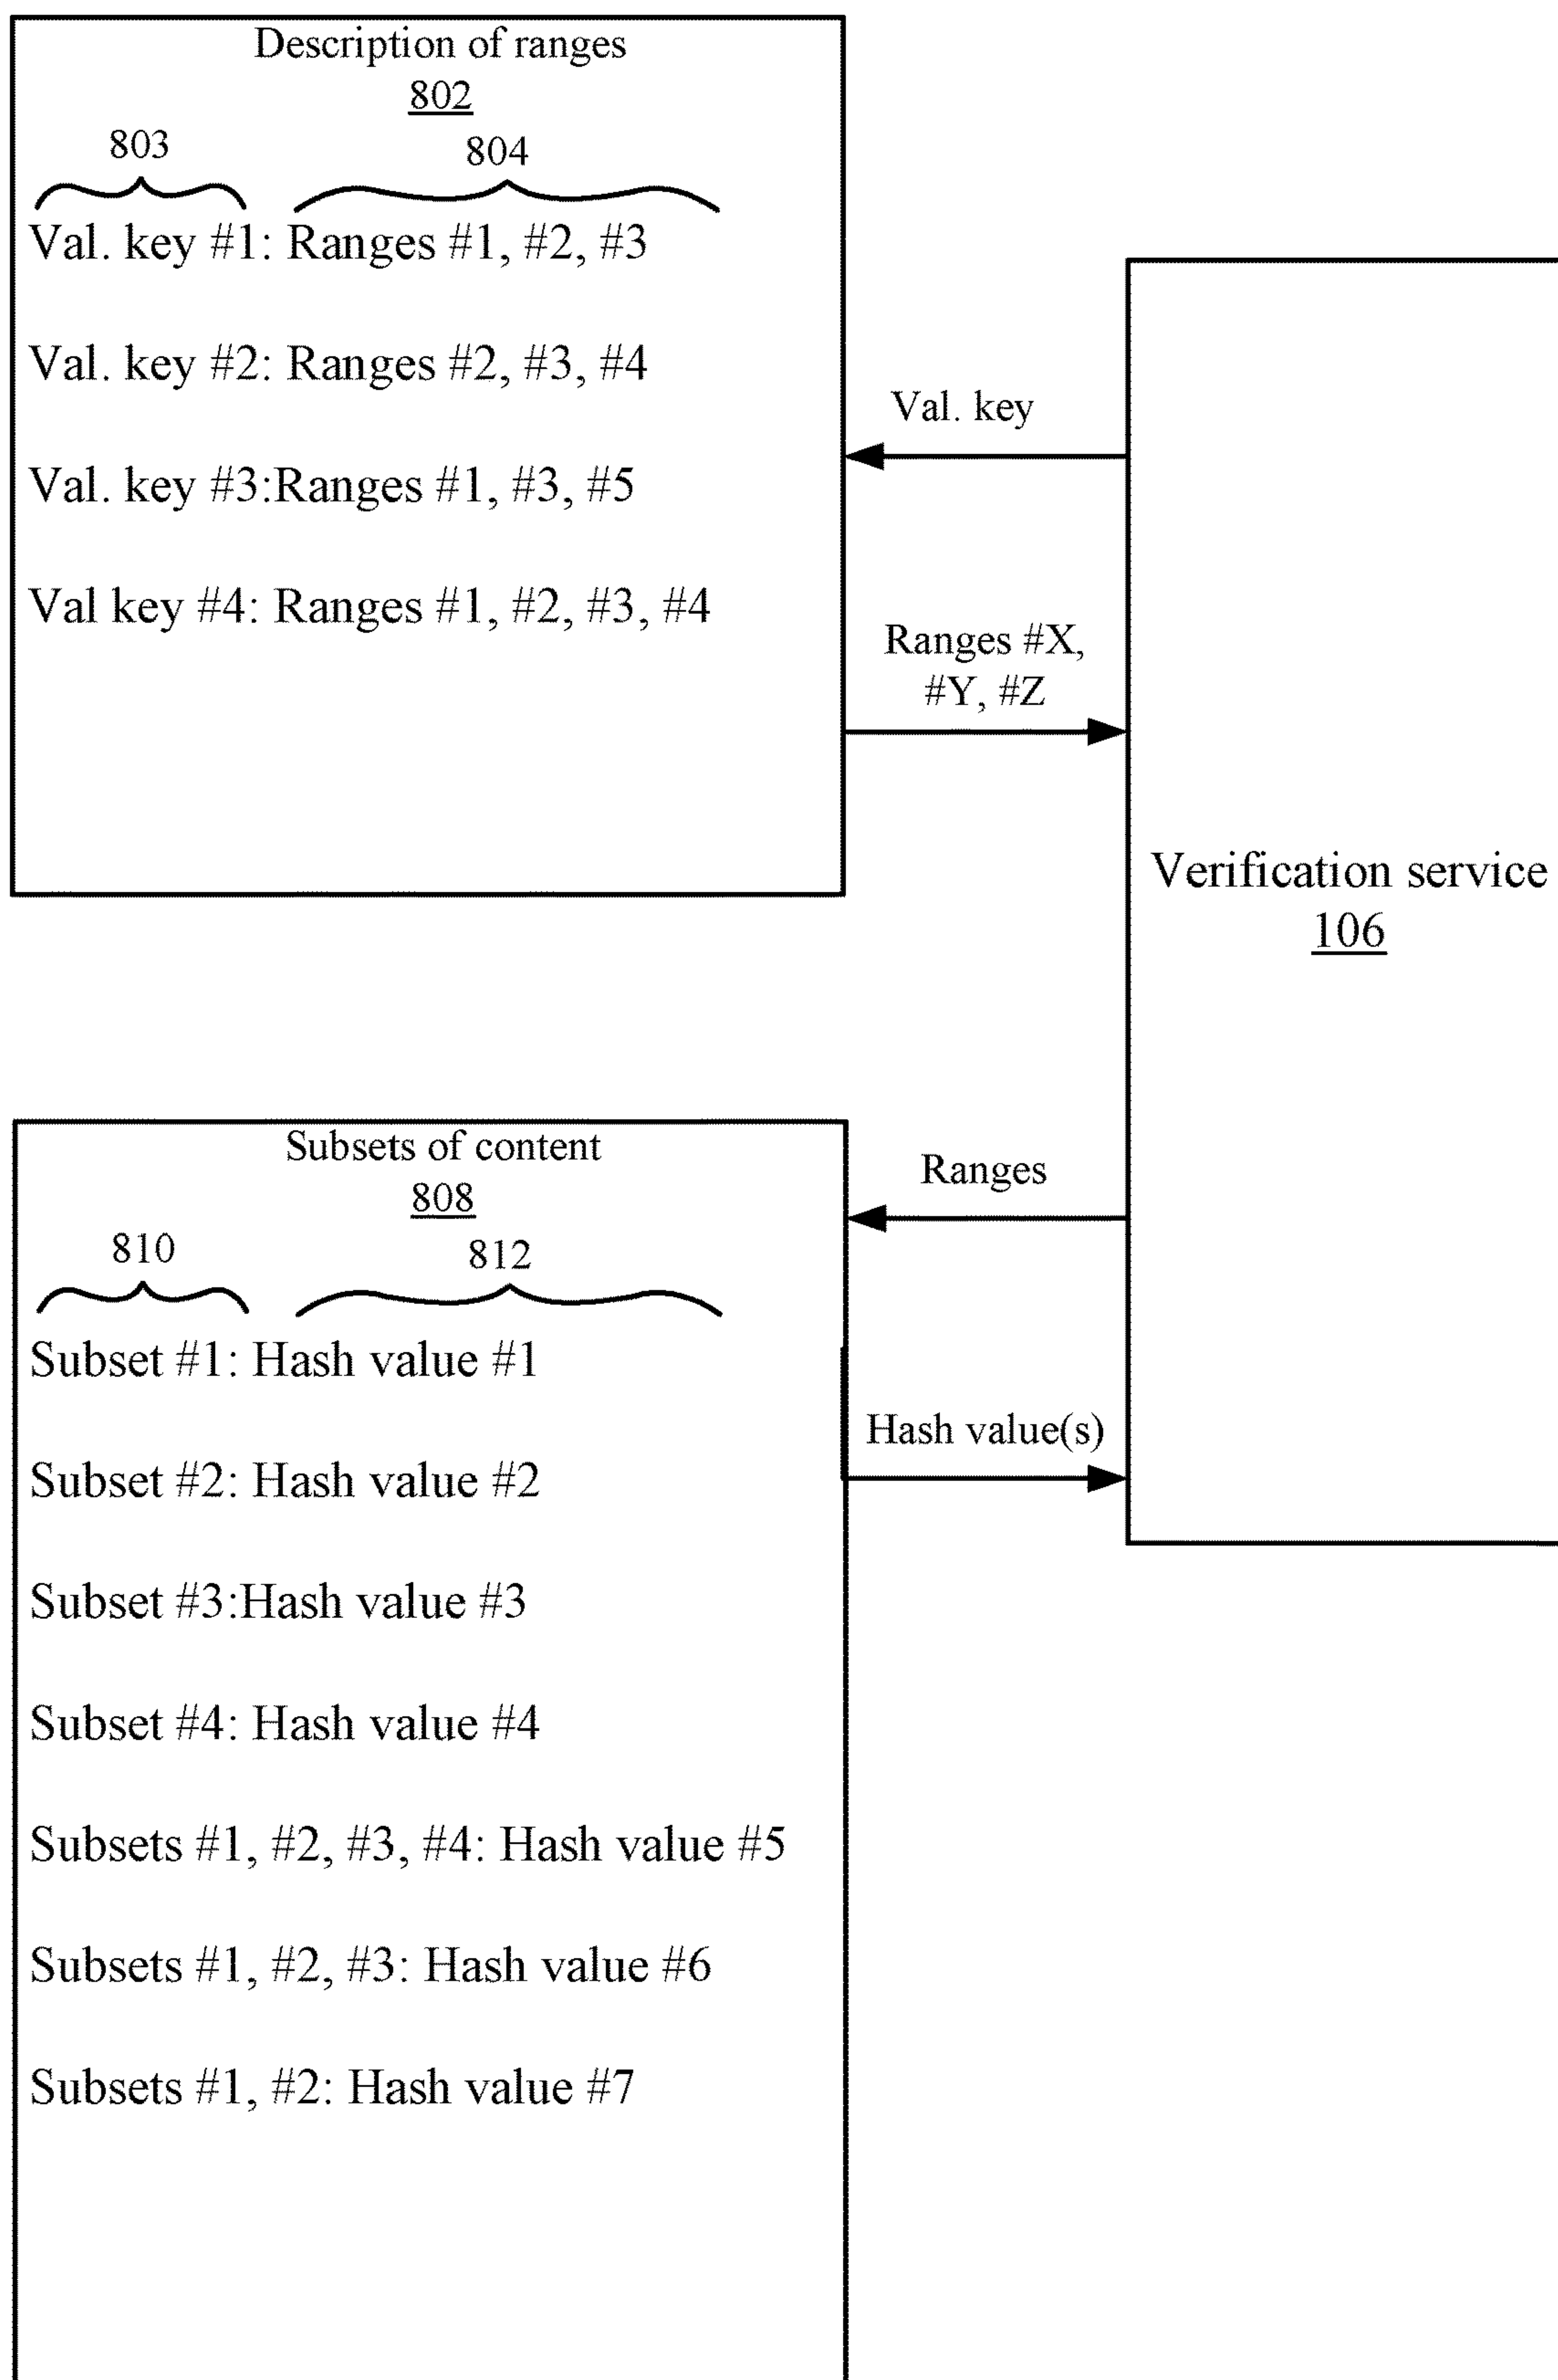 Description of ranges
802
803
804
Val. key #1: Ranges #1, #2, #3
Val. key #2: Ranges #2, #3, #4
Val. key #3:Ranges #1, #3, #5
Val key #4: Ranges #1, #2, #3, #4
Val. key
Ranges #X,
#Y, #Z
Verification service
106
Subsets of content
808
810
812
Subset #1: Hash value #1
Subset #2: Hash value #2
Subset #3:Hash value #3
Subset #4: Hash value #4
Subsets #1, #2, #3, #4: Hash value #5
Subsets #1, #2, #3: Hash value #6
Subsets #1, #2: Hash value #7
Ranges
Hash value(s)